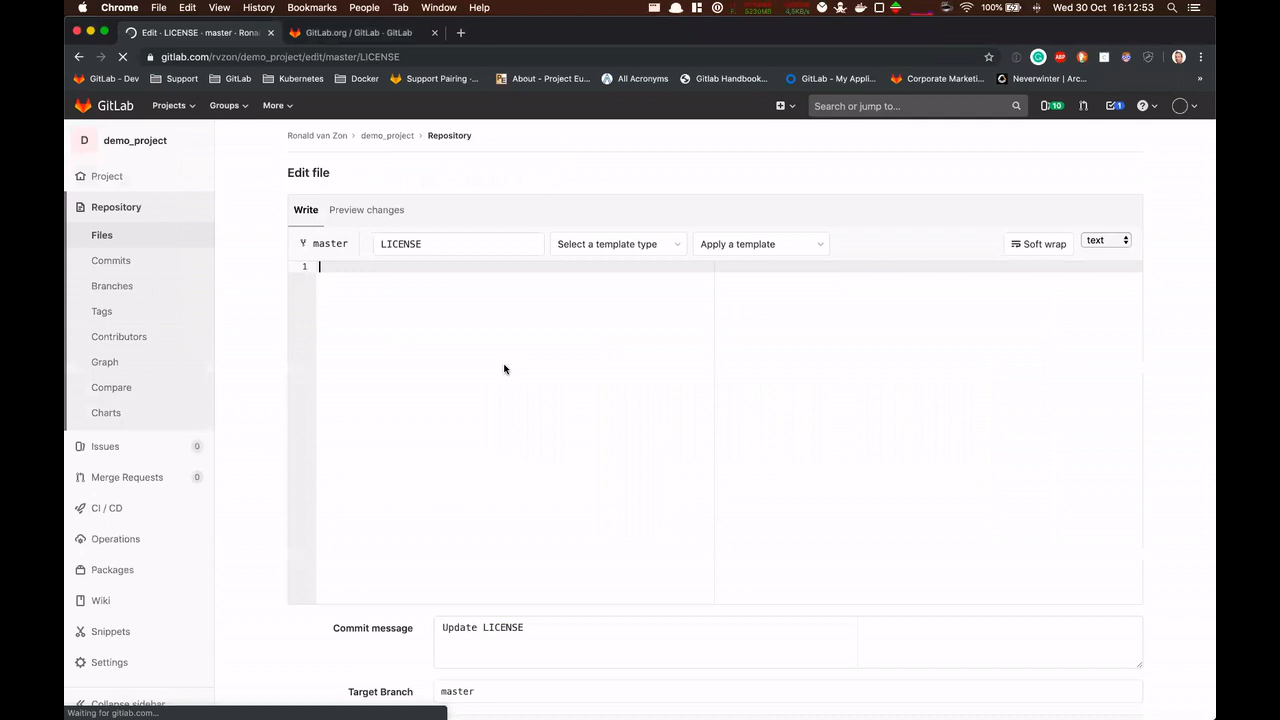 Chrome File Edit View History Bookmarks People Tab Window Help 100% Wed 30 Oct 16:12:53
Edit · LICENSE · master · Rona GitLab.org / GitLab · GitLab
gitlab.com/rvzon/demo_project/edit/master/LICENSE
GitLab - Dev Support GitLab Kubernetes Docker Support Pairing ·... About - Project Eu... All Acronyms Gitlab Handbook... GitLab - My Appli... Corporate Marketi... Neverwinter | Arc...
GitLab Projects Groups More Search or jump to... 10 1
D demo_project
Ronald van Zon › demo_project › Repository
Project
Repository
Files
Commits
Branches
Tags
Contributors
Graph
Compare
Charts
Issues 0
Merge Requests 0
CI / CD
Operations
Packages
Wiki
Snippets
Settings
Collapse sidebar
Edit file
Write Preview changes
master LICENSE Select a template type Apply a template Soft wrap text
1
Commit message Update LICENSE
Target Branch master
Waiting for gitlab.com...